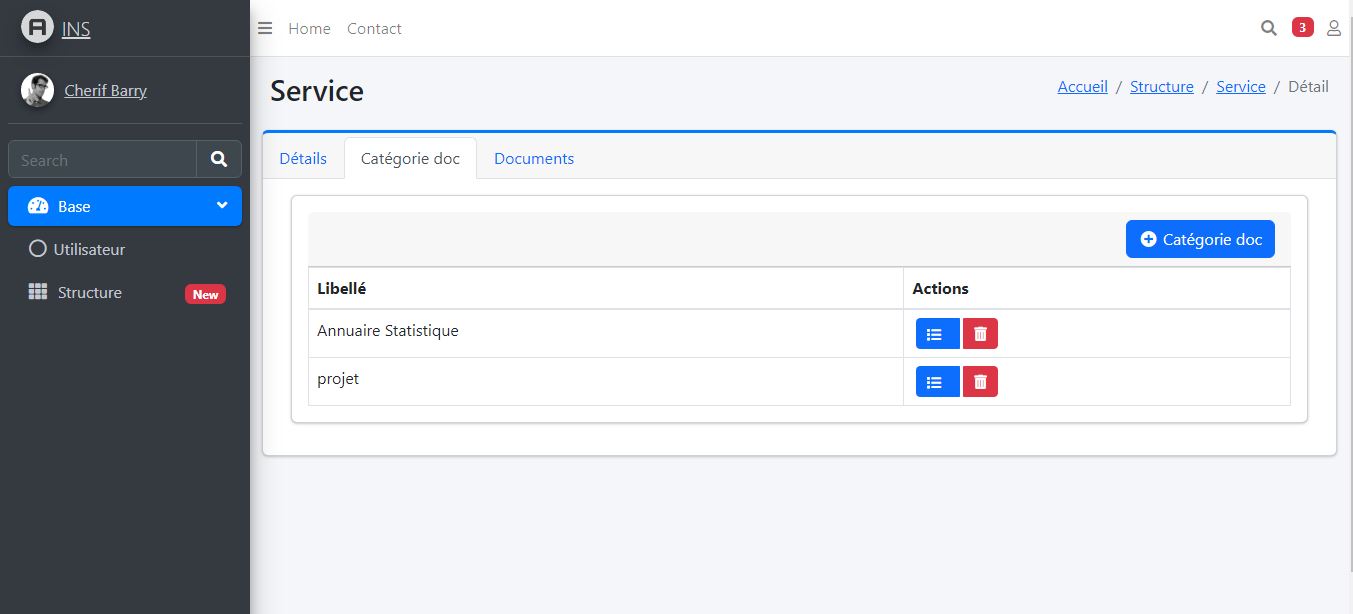 INS
Home Contact
3
Cherif Barry
Service
Accueil / Structure / Service / Détail
Search
Détails Catégorie doc Documents
Base
Utilisateur
Structure New
Catégorie doc
Libellé Actions
Annuaire Statistique
projet